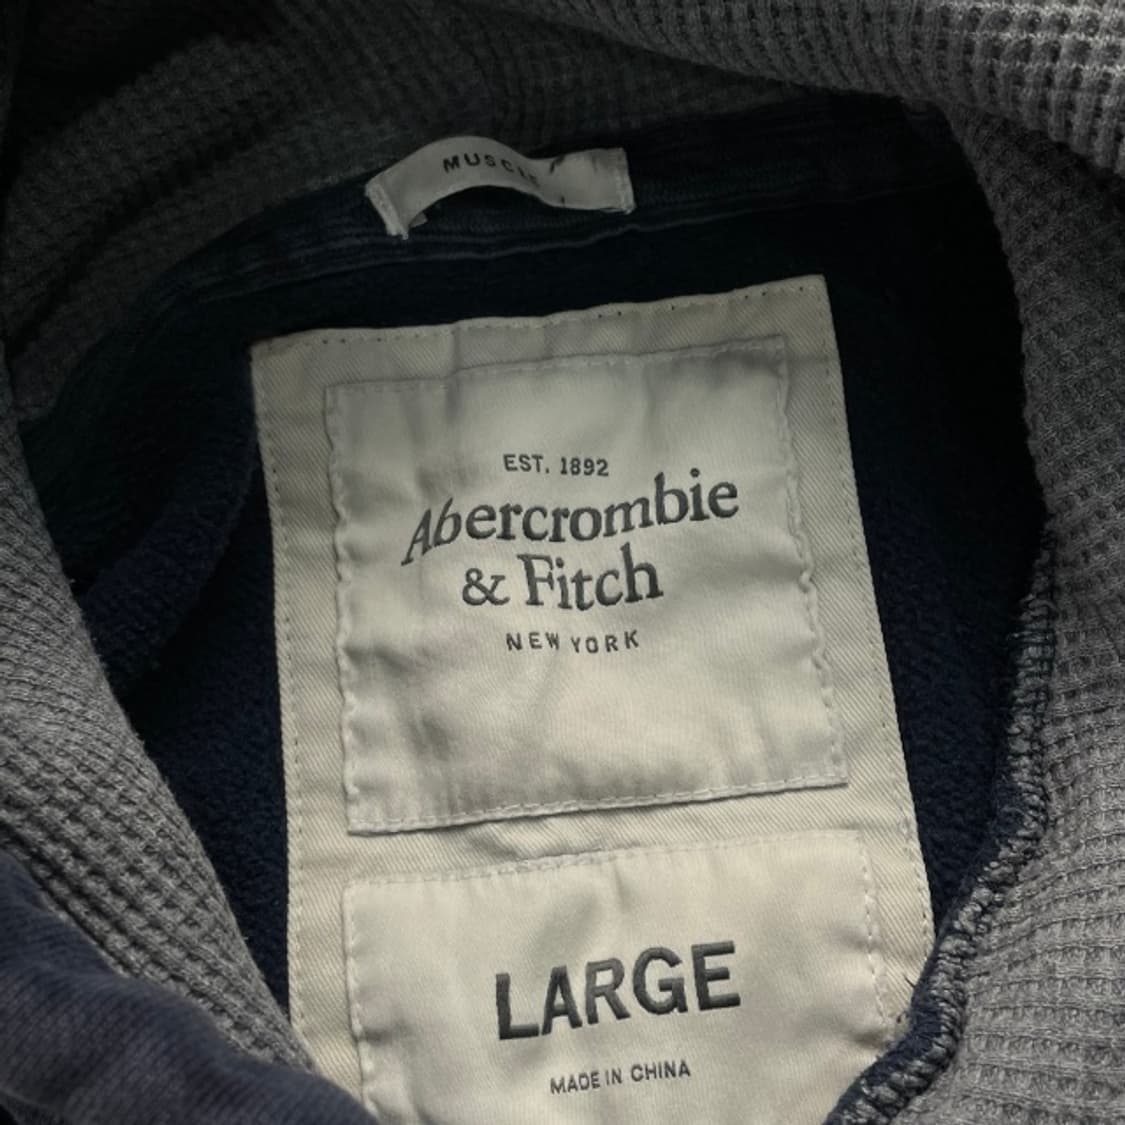 MUSCLE
EST. 1892
Abercrombie
& Fitch
NEW YORK
LARGE
MADE IN CHINA